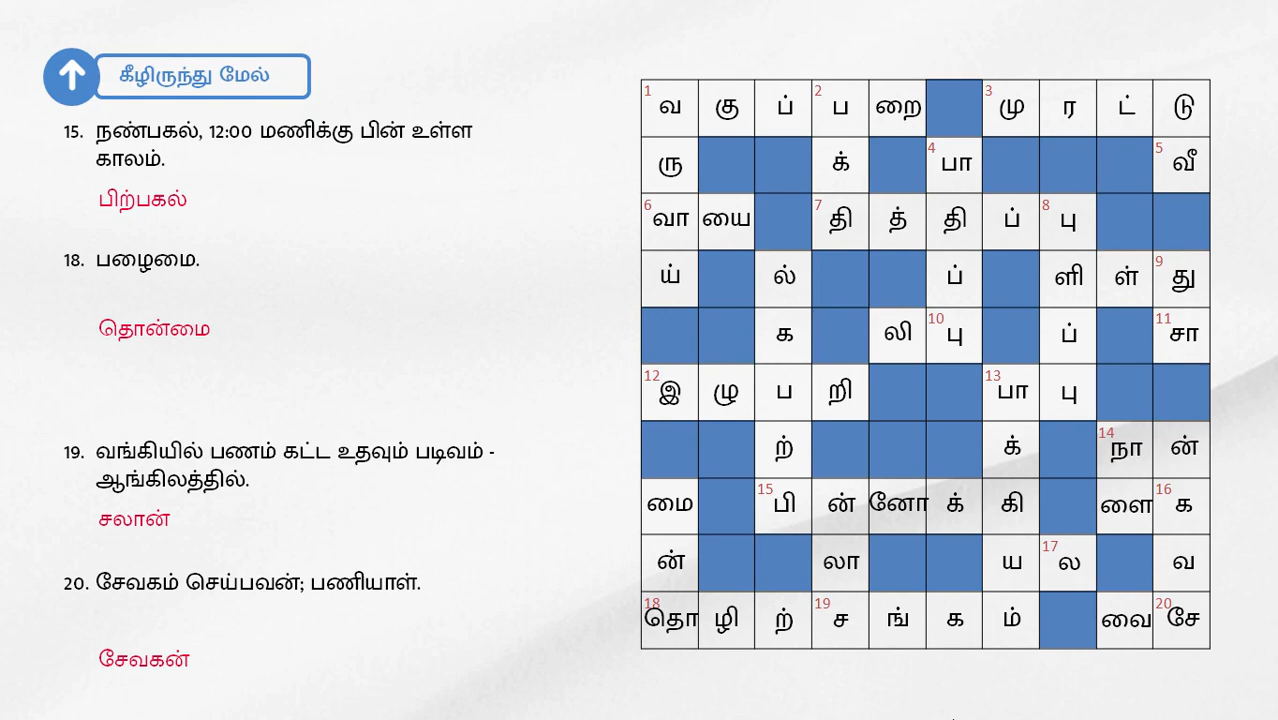 கீழிருந்து மேல்
15. நண்பகல், 12:00 மணிக்கு பின் உள்ள
காலம்.
பிற்பகல்
18. பழைமை.
தொன்மை
19. வங்கியில் பணம் கட்ட உதவும் படிவம் -
ஆங்கிலத்தில்.
சலான்
20. சேவகம் செய்பவன்; பணியாள்.
சேவகன்
1 வ கு ப் 2 ப றை 3 மு ர ட் டு
ரு க் 4 பா 5 வீ
6 வா யை 7 தி த் தி ப் 8 பு
ய் ல் ப் ளி ள் 9 து
க லி 10 பு ப் 11 சா
12 இ ழு ப றி 13 பா பு
ற் க் 14 நா ன்
மை 15 பி ன் னோ க் கி ளை 16 க
ன் லா ய 17 ல வ
18 தொ ழி ற் 19 ச ங் க ம் வை 20 சே